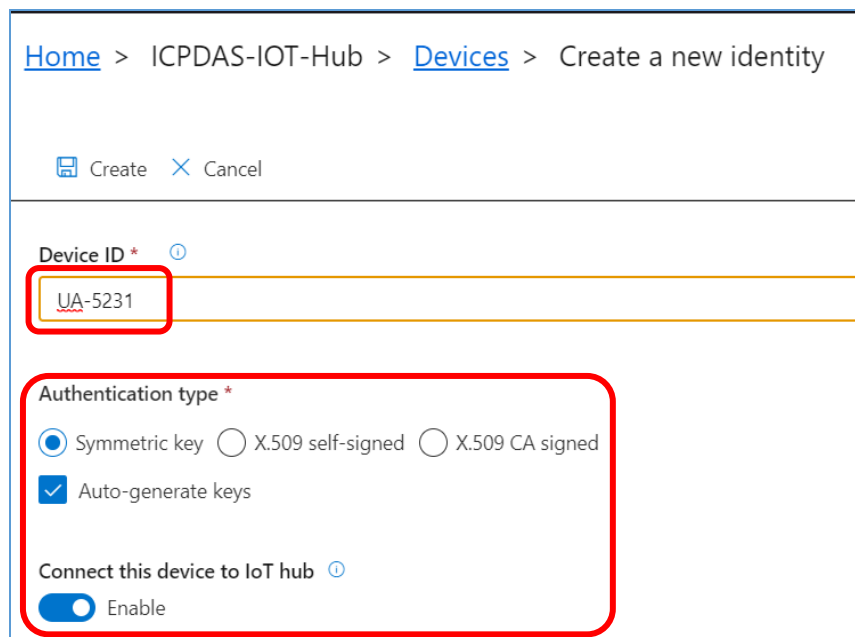 Home > ICPDAS-IOT-Hub > Devices > Create a new identity
Create Cancel
Device ID *
UA-5231
Authentication type *
Symmetric key X.509 self-signed X.509 CA signed
Auto-generate keys
Connect this device to IoT hub
Enable